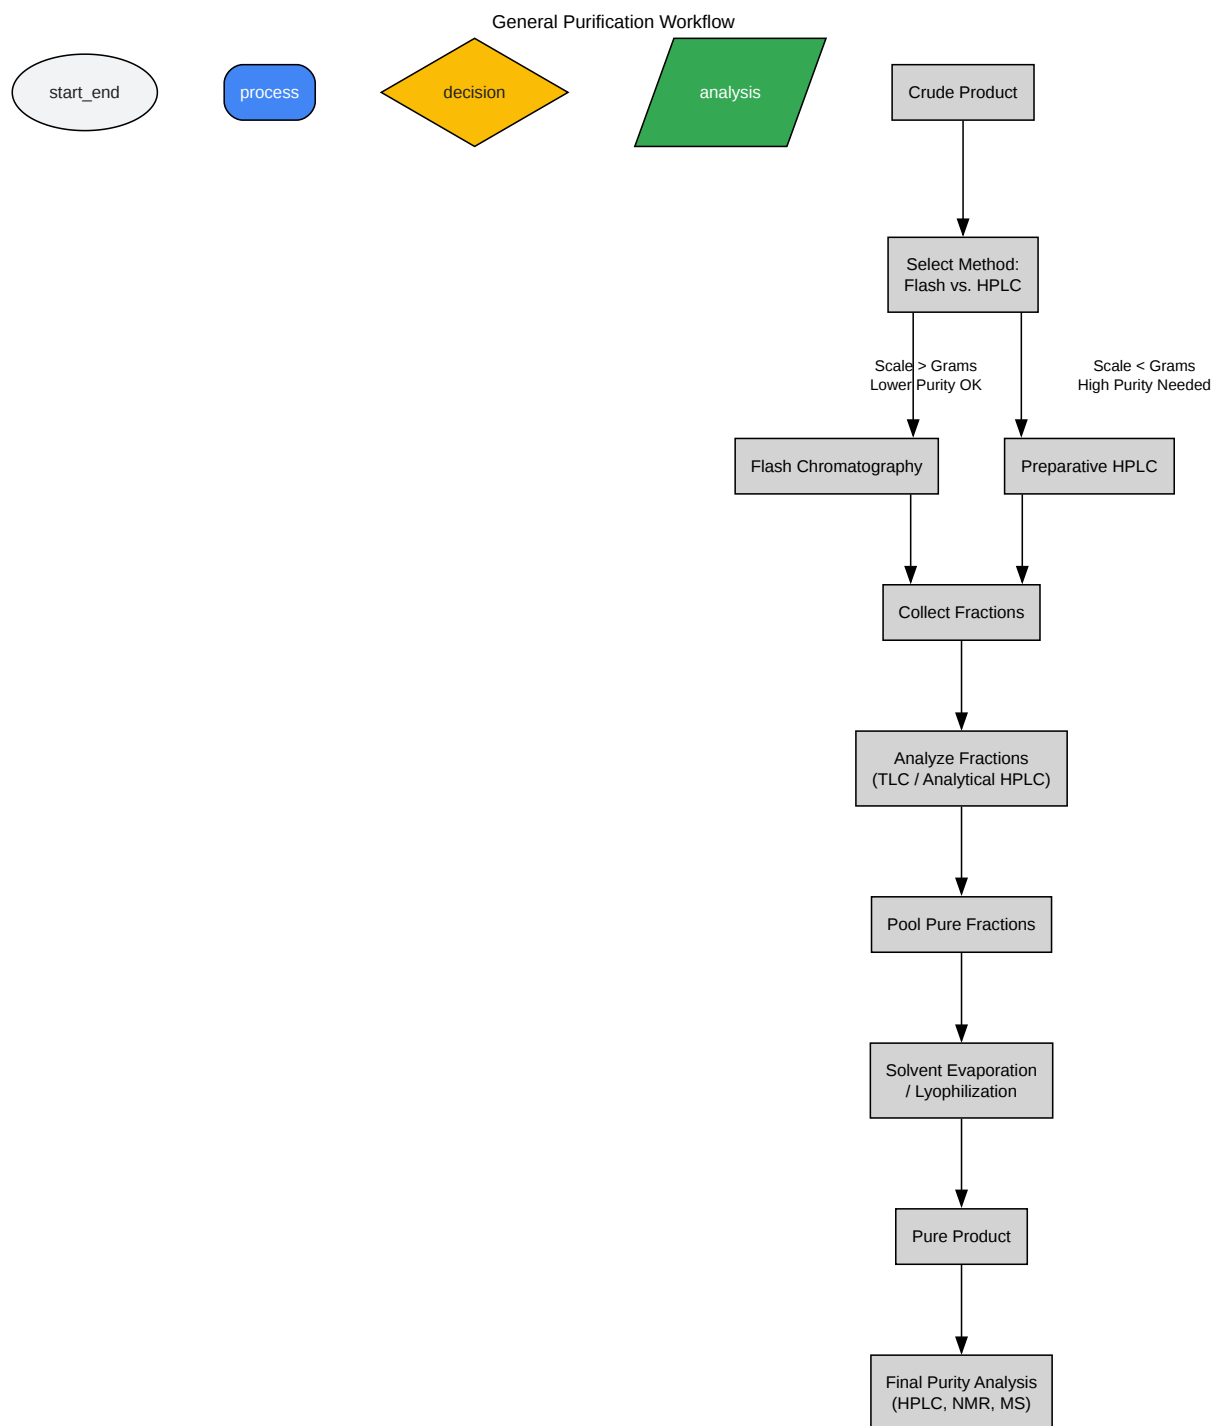 General Purification Workflow
start_end
process
decision
analysis
Crude Product
Select Method:
Flash vs. HPLC
Scale > Grams
Lower Purity OK
Scale < Grams
High Purity Needed
Flash Chromatography
Preparative HPLC
Collect Fractions
Analyze Fractions
(TLC / Analytical HPLC)
Pool Pure Fractions
Solvent Evaporation
/ Lyophilization
Pure Product
Final Purity Analysis
(HPLC, NMR, MS)